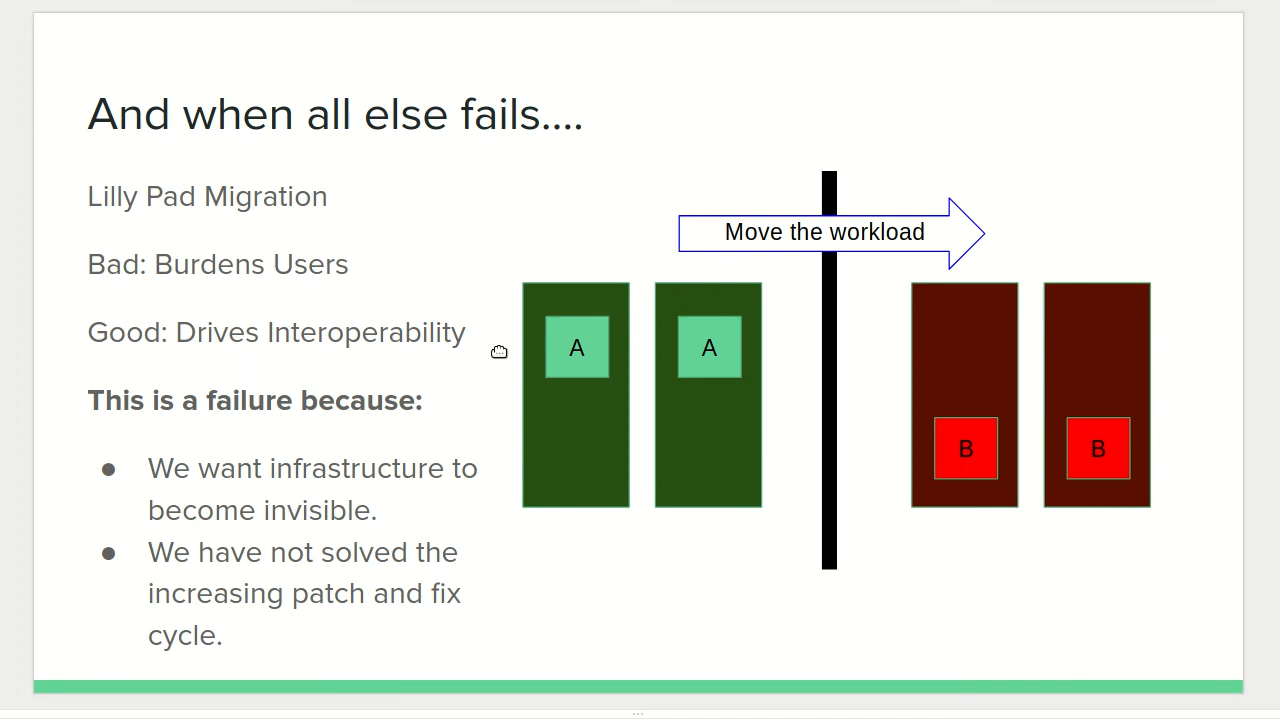 And when all else fails....
Lilly Pad Migration
Bad: Burdens Users
Good: Drives Interoperability
This is a failure because:
● We want infrastructure to
become invisible.
● We have not solved the
increasing patch and fix
cycle.
Move the workload
A
A
B
B